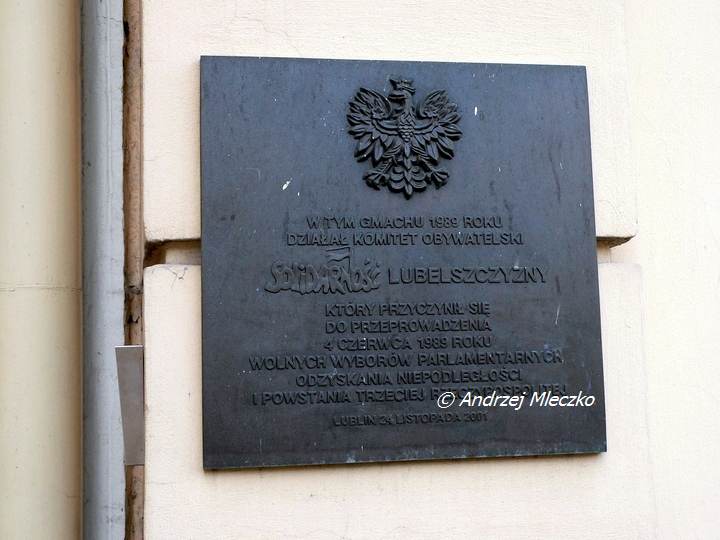 W TYM GMACHU 1989 ROKU
DZIAŁAŁ KOMITET OBYWATELSKI
SOLIDARNOŚĆ LUBELSZCZYZNY
KTÓRY PRZYCZYNIŁ SIĘ
DO PRZEPROWADZENIA
4 CZERWCA 1989 ROKU
WOLNYCH WYBORÓW PARLAMENTARNYCH
ODZYSKANIA NIEPODLEGŁOŚCI
I POWSTANIA TRZECIEJ RZECZYPOSPOLITEJ
© Andrzej Mleczko
LUBLIN 24 LISTOPADA 2001